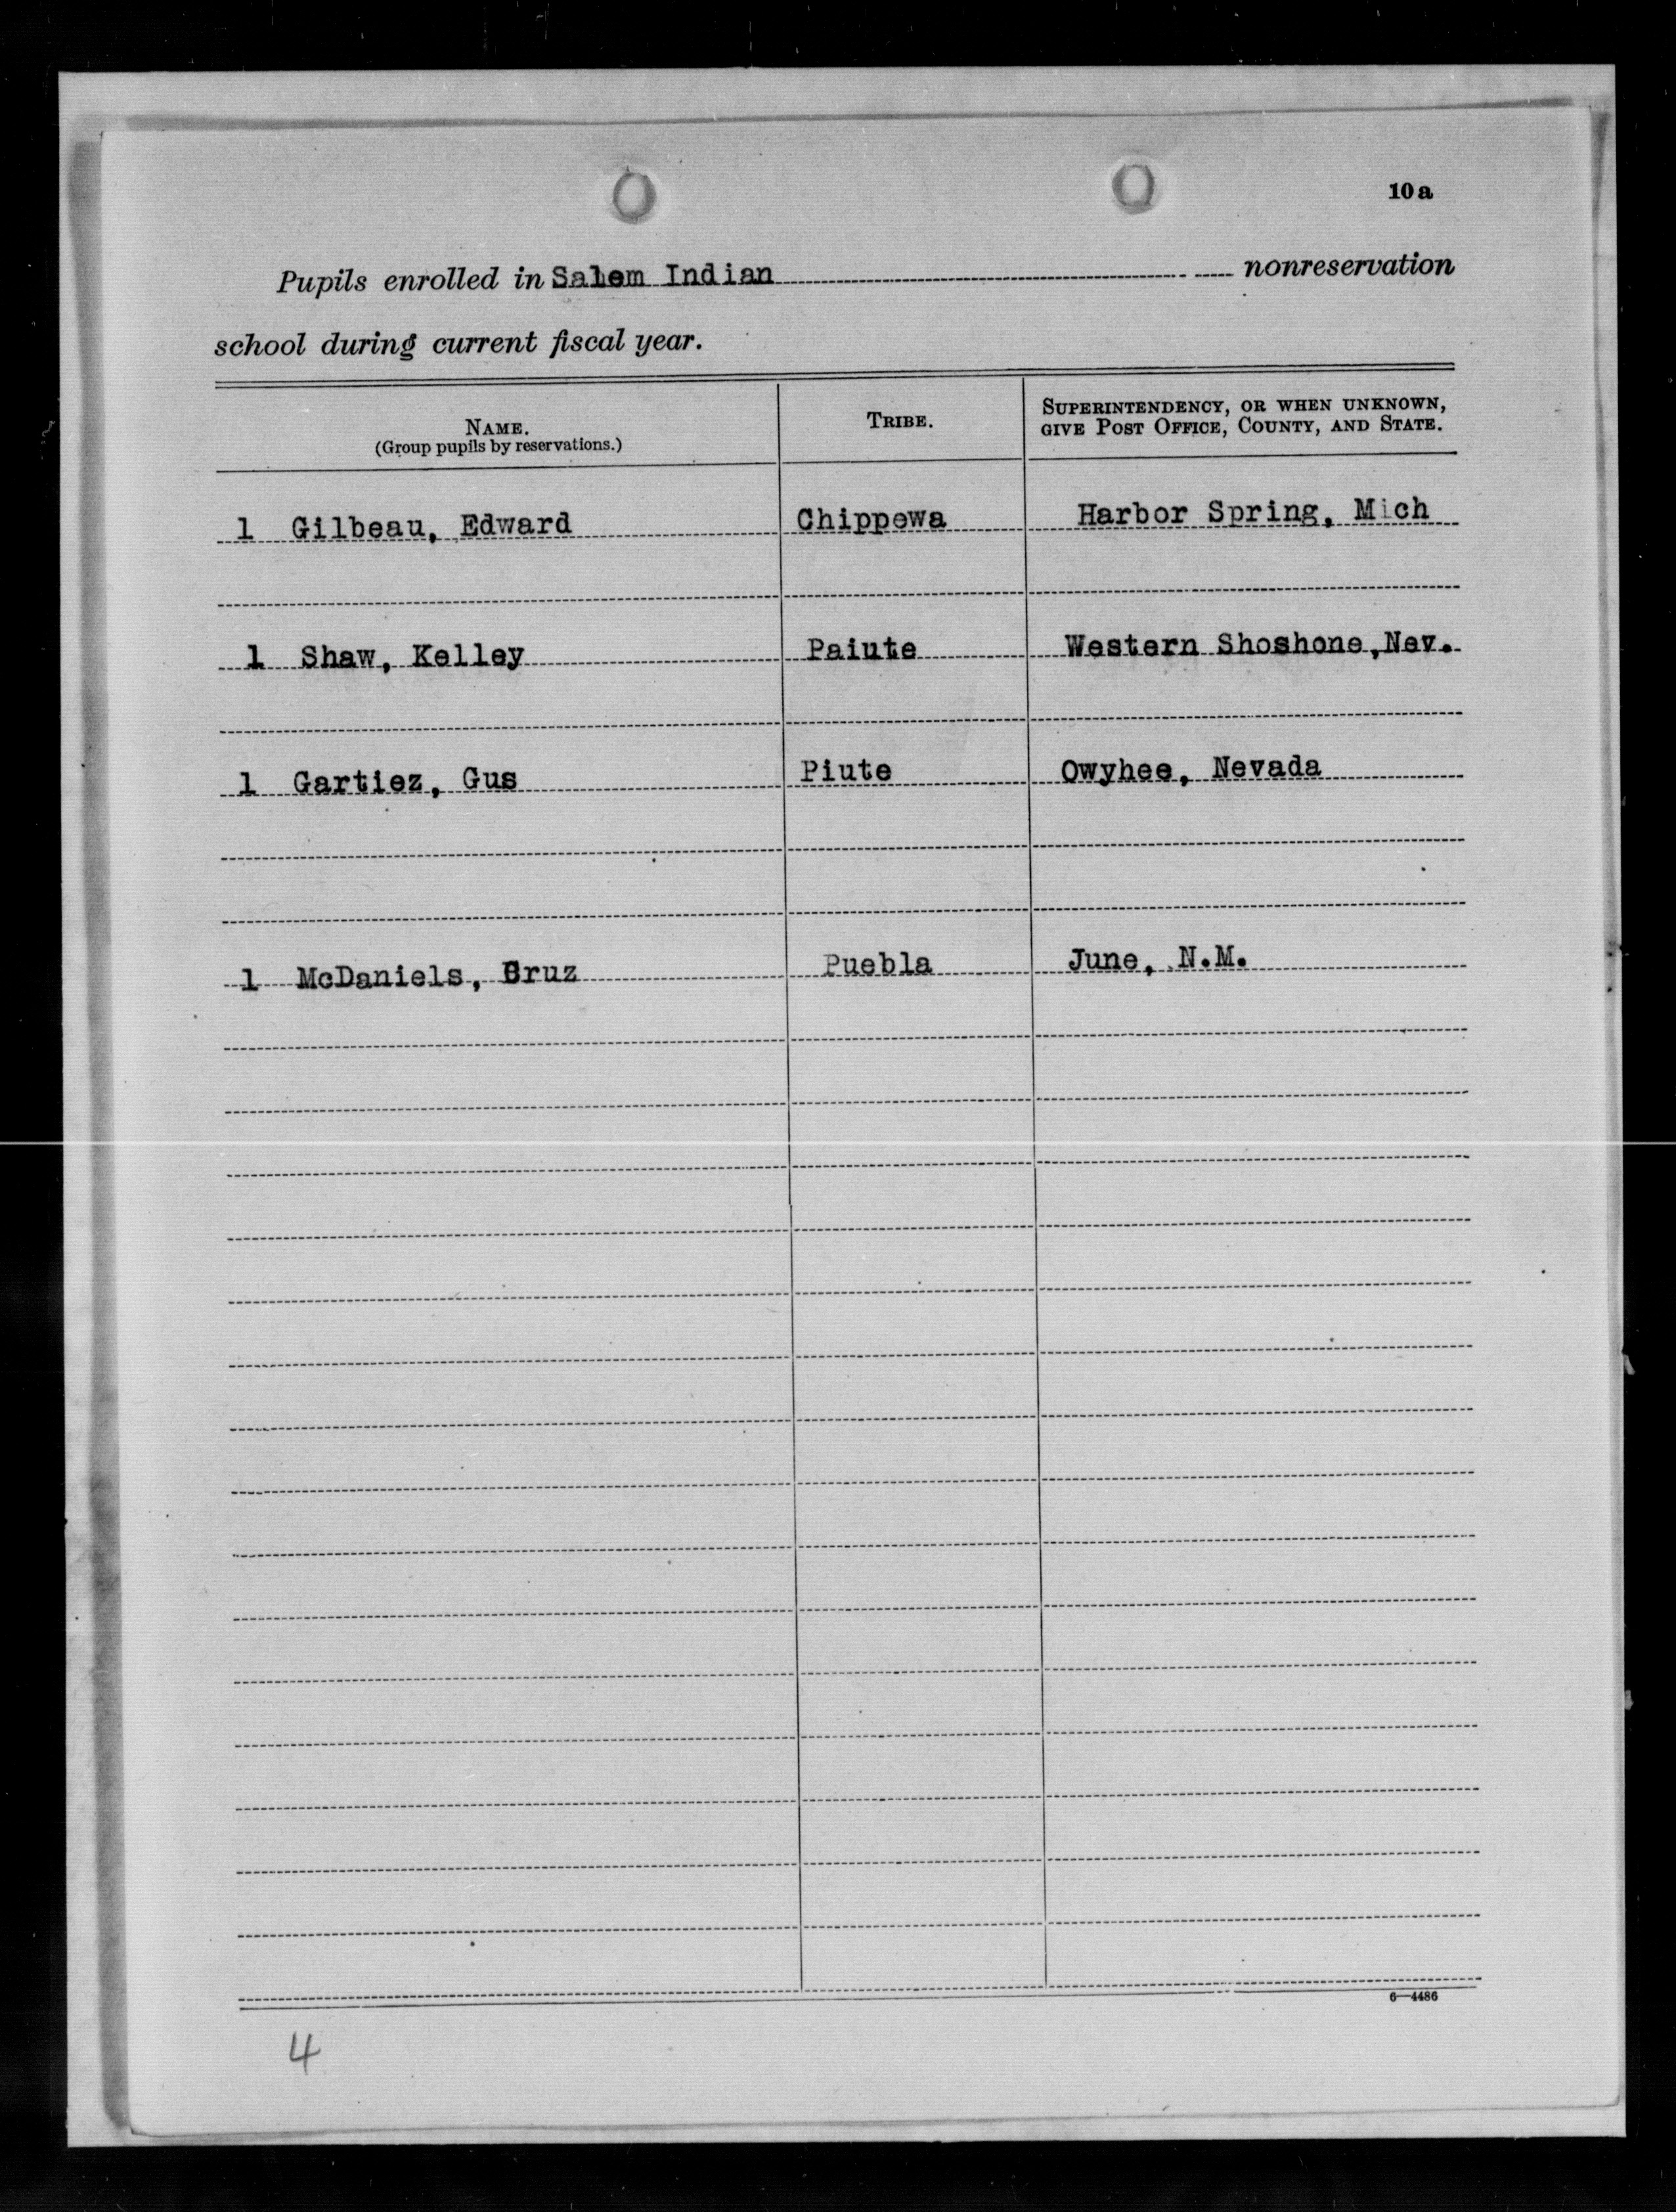 10a
Pupils enrolled in Salem Indian nonreservation
school during current fiscal year.
NAME.
(Group pupils by reservations.)
TRIBE.
SUPERINTENDENCY, OR WHEN UNKNOWN,
GIVE POST OFFICE, COUNTY, AND STATE.
1 Gilbeau, Edward Chippewa Harbor Spring, Mich
1 Shaw, Kelley Paiute Western Shoshone, Nev.
1 Gartiez, Gus Piute Owyhee, Nevada
1 McDaniels, Cruz Puebla June, N.M.
6—4486
4